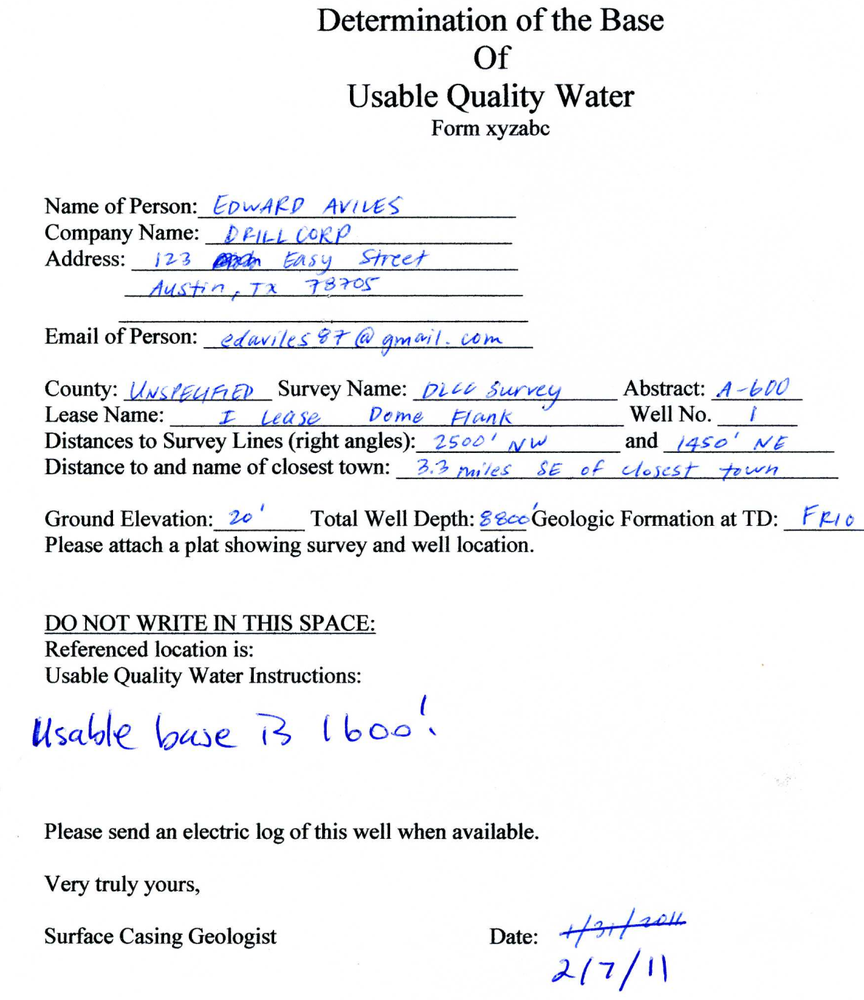 Determination of the Base
Of
Usable Quality Water
Form xyzabc
Name of Person: EDWARD AVILES
Company Name: DRILL CORP
Address: 123 Easy Street
Austin, TX 78705
Email of Person: edaviles87@gmail.com
County: UNSPECIFIED Survey Name: DLCC Survey Abstract: A-600
Lease Name: I Lease Dome Flank Well No. 1
Distances to Survey Lines (right angles): 2500' NW and 1450' NE
Distance to and name of closest town: 3.3 miles SE of closest town
Ground Elevation: 20' Total Well Depth: 8800' Geologic Formation at TD: FRIO
Please attach a plat showing survey and well location.
DO NOT WRITE IN THIS SPACE:
Referenced location is:
Usable Quality Water Instructions:
Usable base is 1600'.
Please send an electric log of this well when available.
Very truly yours,
Surface Casing Geologist Date: 1/31/2011
2/7/11